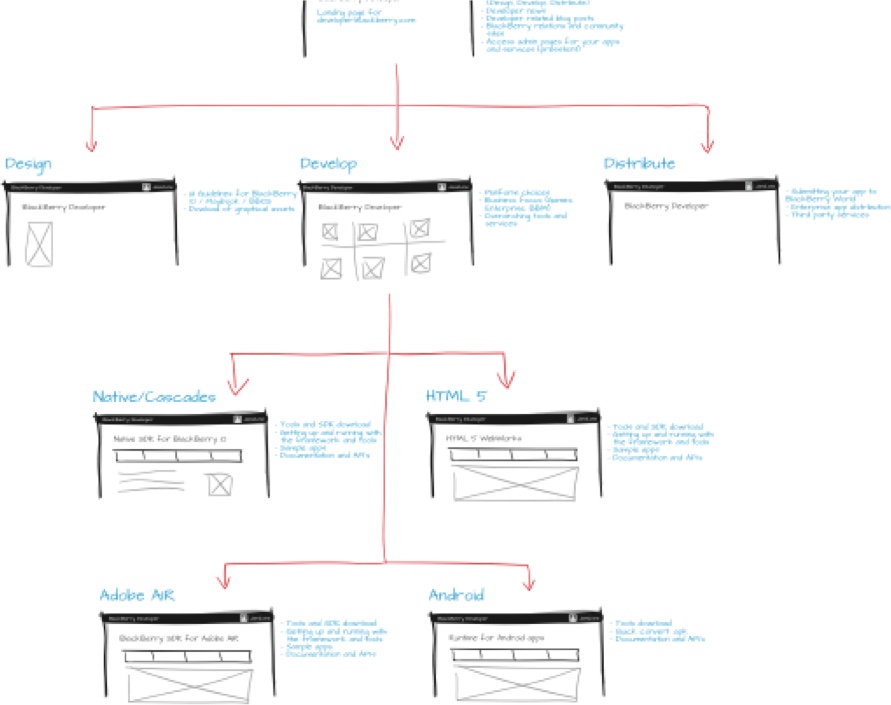 Landing page for
developer.blackberry.com
(Design, Develop, Distribute)
- Developer news
- Developer related blog posts
- BlackBerry relations and community
sites
- Access admin pages for your apps
and services (promoted)
Design
BlackBerry Developer
BlackBerry Developer
- UI Guidelines for BlackBerry
10 / PlayBook / BBOS
- Download of graphical assets
Develop
BlackBerry Developer
BlackBerry Developer
- Platform choices
- Business Focus (Games,
Enterprise, BBM)
- Overarching tools and
services
Distribute
BlackBerry Developer
BlackBerry Developer
- Submitting your app to
BlackBerry World
- Enterprise app distribution
- Third party services
Native/Cascades
BlackBerry Developer
Native SDK for BlackBerry 10
- Tools and SDK download
- Getting up and running with
the framework and tools
- Sample apps
- Documentation and APIs
HTML 5
BlackBerry Developer
HTML 5 WebWorks
- Tools and SDK download
- Getting up and running with
the framework and tools
- Sample apps
- Documentation and APIs
Adobe AIR
BlackBerry Developer
BlackBerry SDK for Adobe AIR
- Tools and SDK download
- Getting up and running with
the framework and tools
- Sample apps
- Documentation and APIs
Android
BlackBerry Developer
Runtime for Android apps
- Tools download
- Quick convert apk
- Documentation and APIs